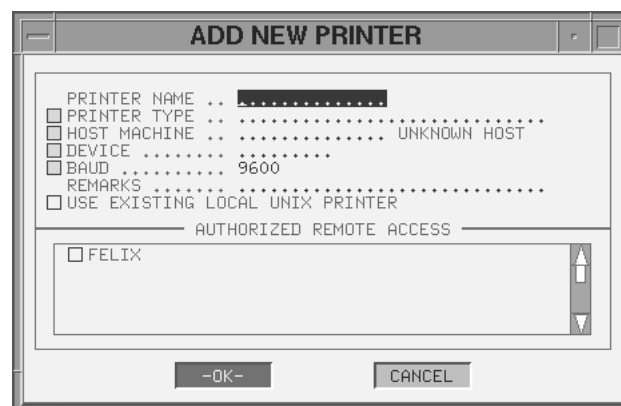 ADD NEW PRINTER
PRINTER NAME .. ..............
PRINTER TYPE .. .............................
HOST MACHINE .. .............. UNKNOWN HOST
DEVICE ........ .........
BAUD .......... 9600
REMARKS ....... .............................
USE EXISTING LOCAL UNIX PRINTER
AUTHORIZED REMOTE ACCESS
FELIX
-OK- CANCEL